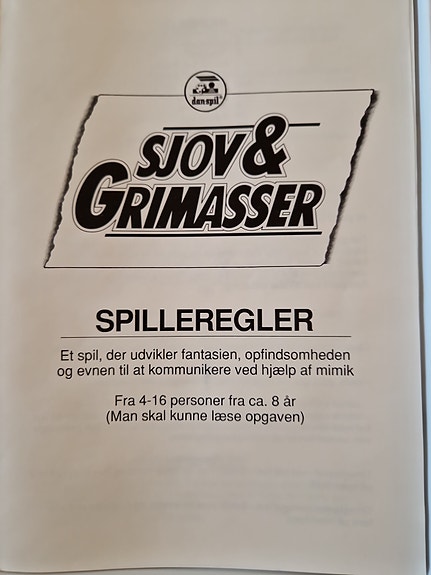 dan-spil
SJOV &
GRIMASSER
SPILLEREGLER
Et spil, der udvikler fantasien, opfindsomheden
og evnen til at kommunikere ved hjælp af mimik
Fra 4-16 personer fra ca. 8 år
(Man skal kunne læse opgaven)